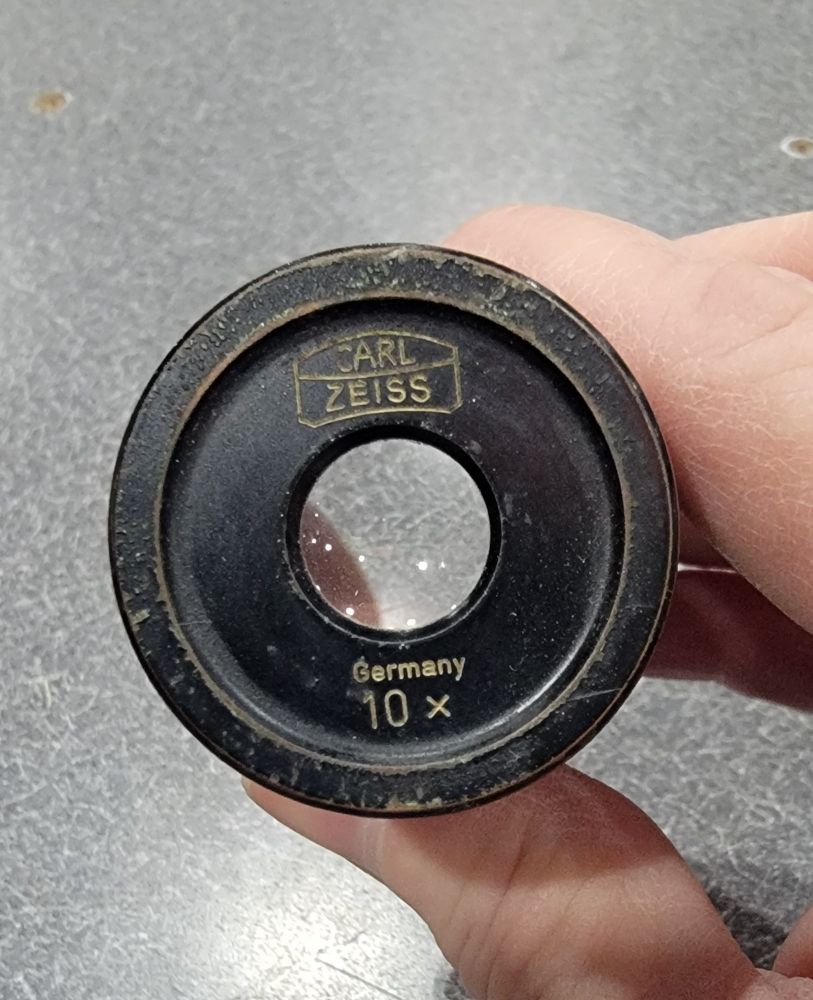 CARL
ZEISS
Germany
10 x